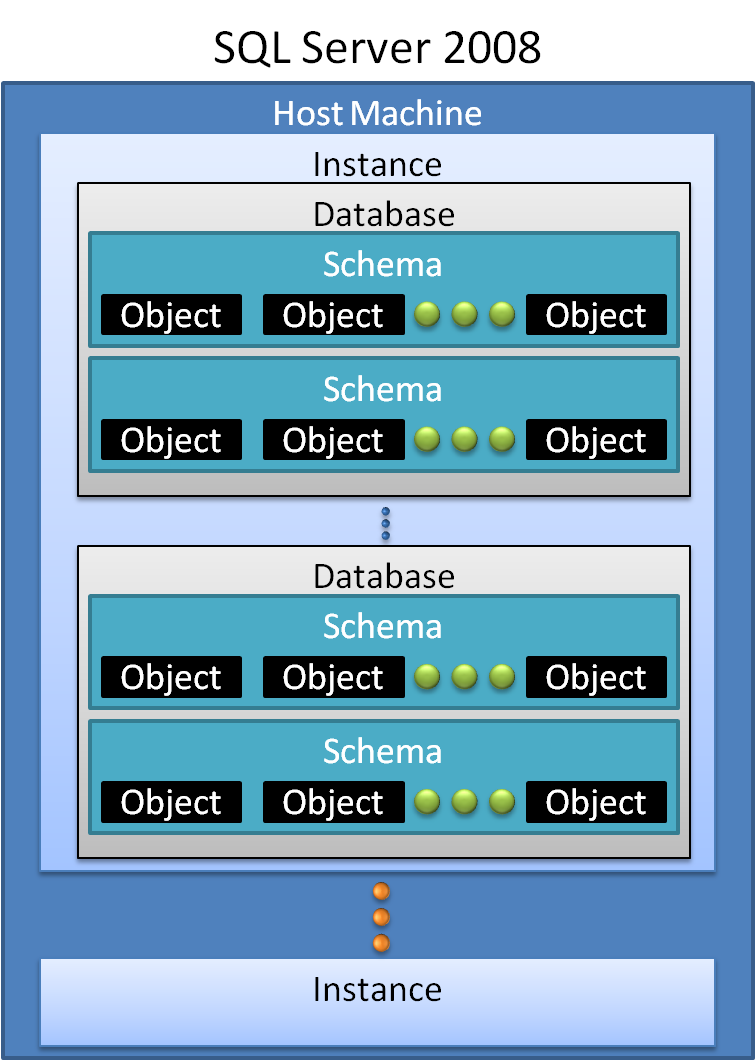 SQL Server 2008
Host Machine
Instance
Database
Schema
Object Object Object
Schema
Object Object Object
Database
Schema
Object Object Object
Schema
Object Object Object
Instance